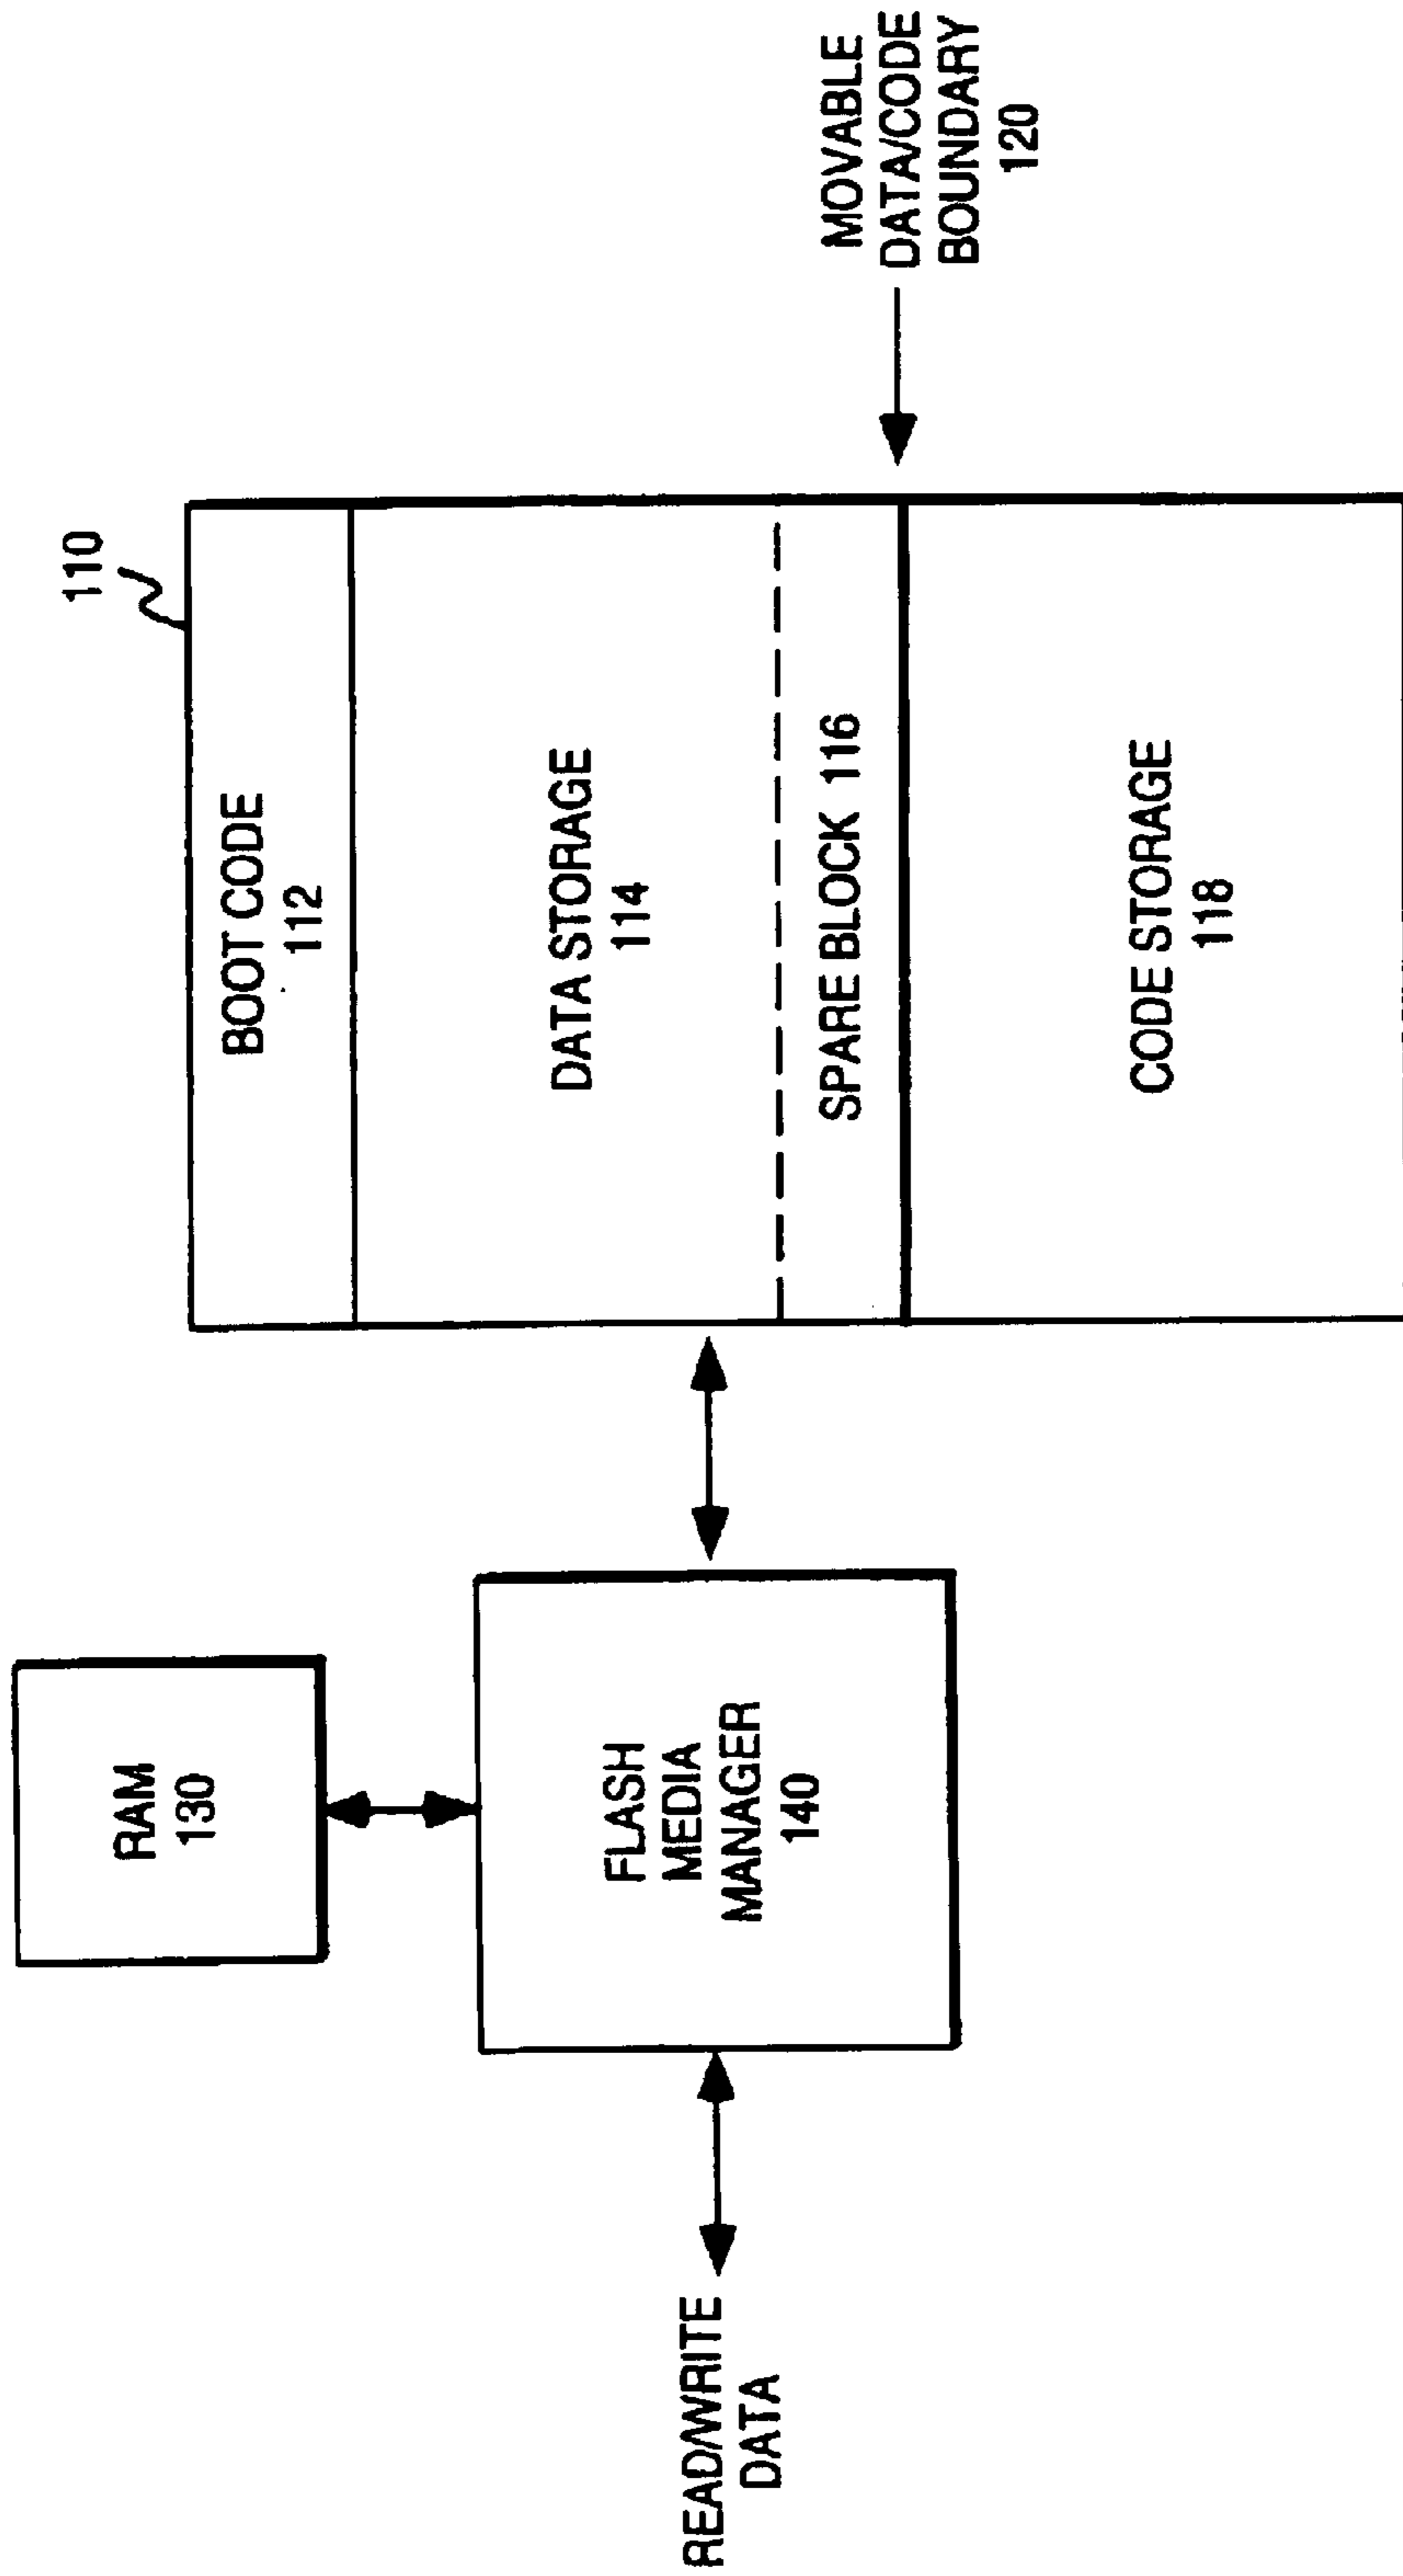 110
BOOT CODE
112
DATA STORAGE
114
SPARE BLOCK 116
CODE STORAGE
118
MOVABLE
DATA/CODE
BOUNDARY
120
RAM
130
FLASH
MEDIA
MANAGER
140
READ/WRITE
DATA